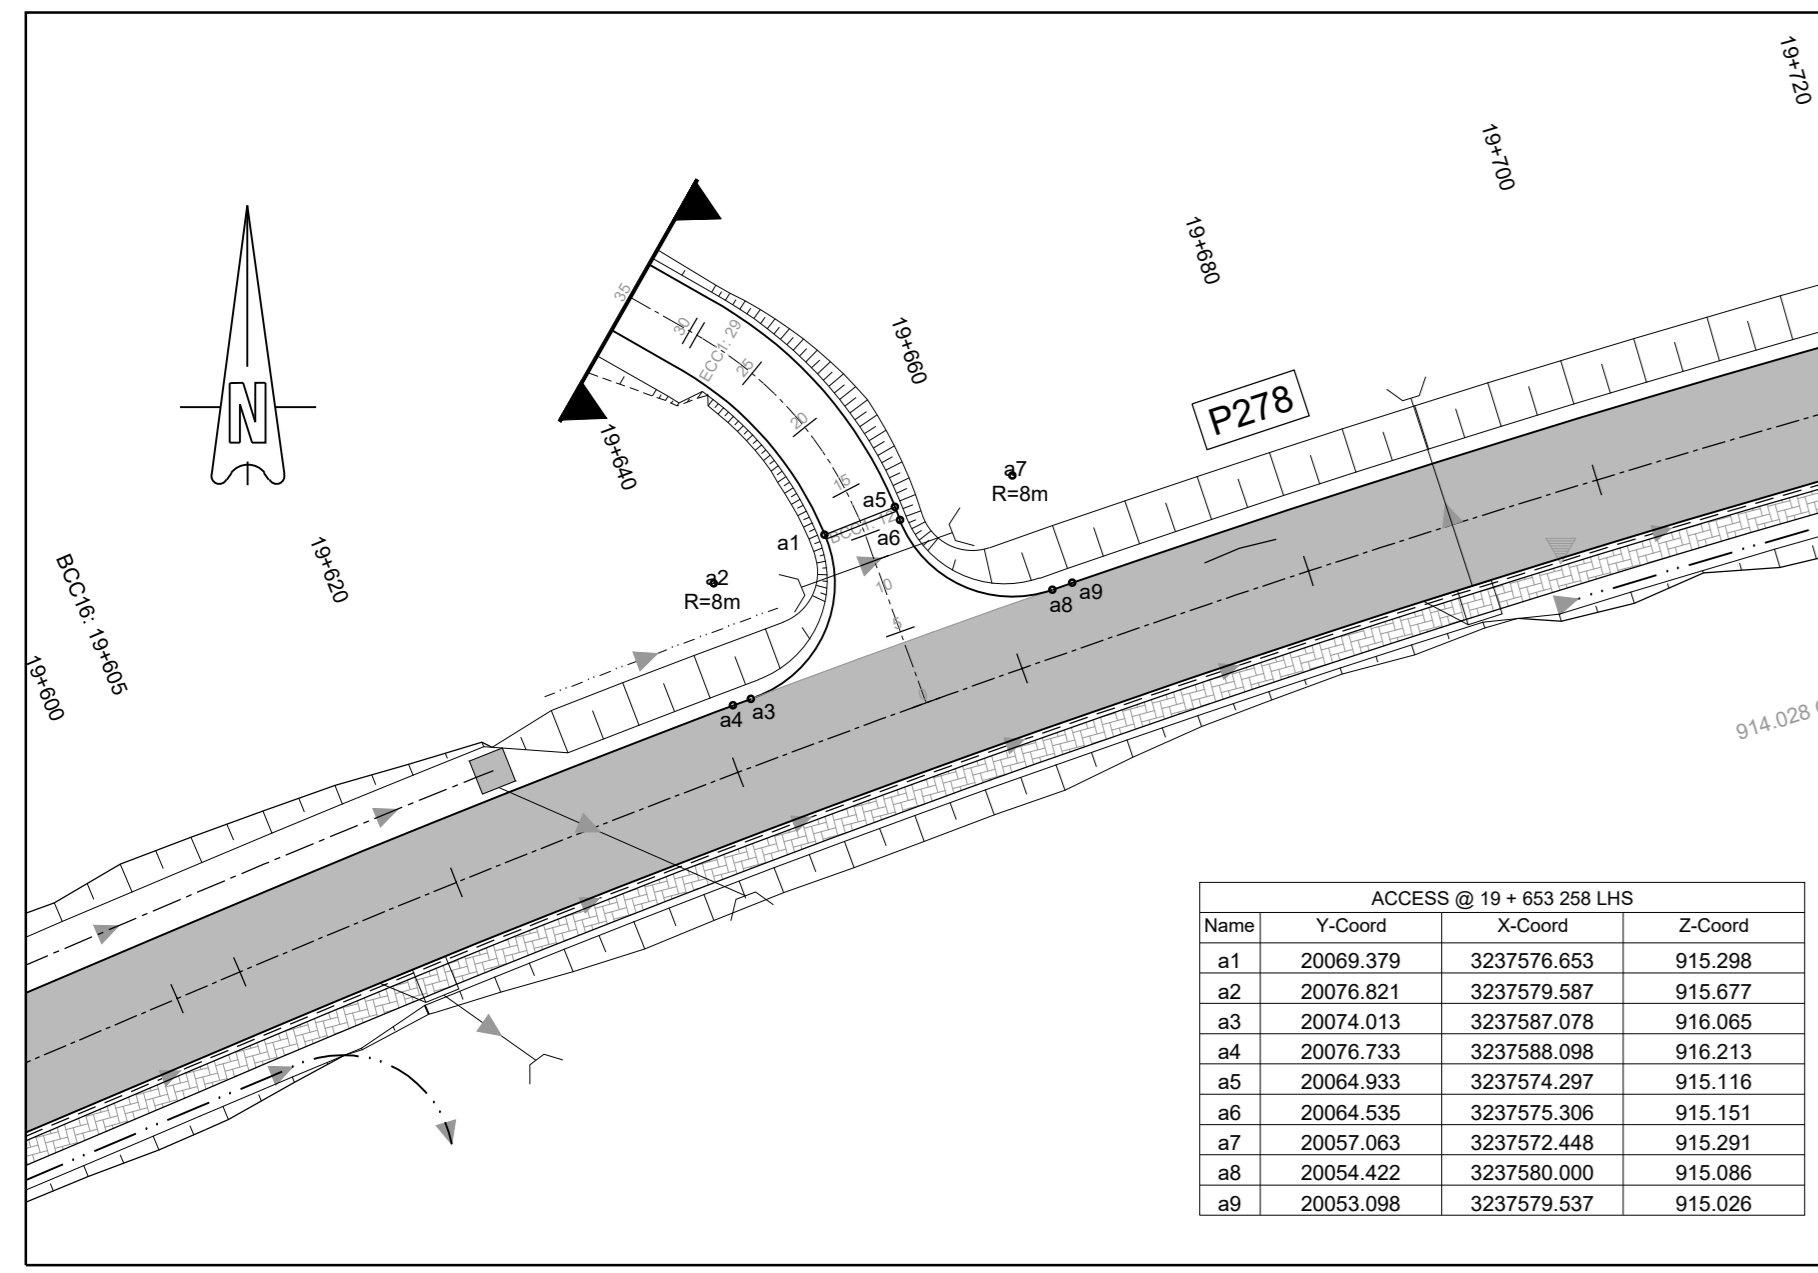 19+720
19+700
19+680
19+660
19+640
19+620
BCC16: 19+605
19+600
N
P278
35
30
ECC1: 29
25
20
15
BCC1: 12
10
5
0
a5
a6
a1
a7
R=8m
a2
R=8m
a8
a9
a4
a3
914.028
ACCESS @ 19 + 653 258 LHS
Name Y-Coord X-Coord Z-Coord
a1 20069.379 3237576.653 915.298
a2 20076.821 3237579.587 915.677
a3 20074.013 3237587.078 916.065
a4 20076.733 3237588.098 916.213
a5 20064.933 3237574.297 915.116
a6 20064.535 3237575.306 915.151
a7 20057.063 3237572.448 915.291
a8 20054.422 3237580.000 915.086
a9 20053.098 3237579.537 915.026